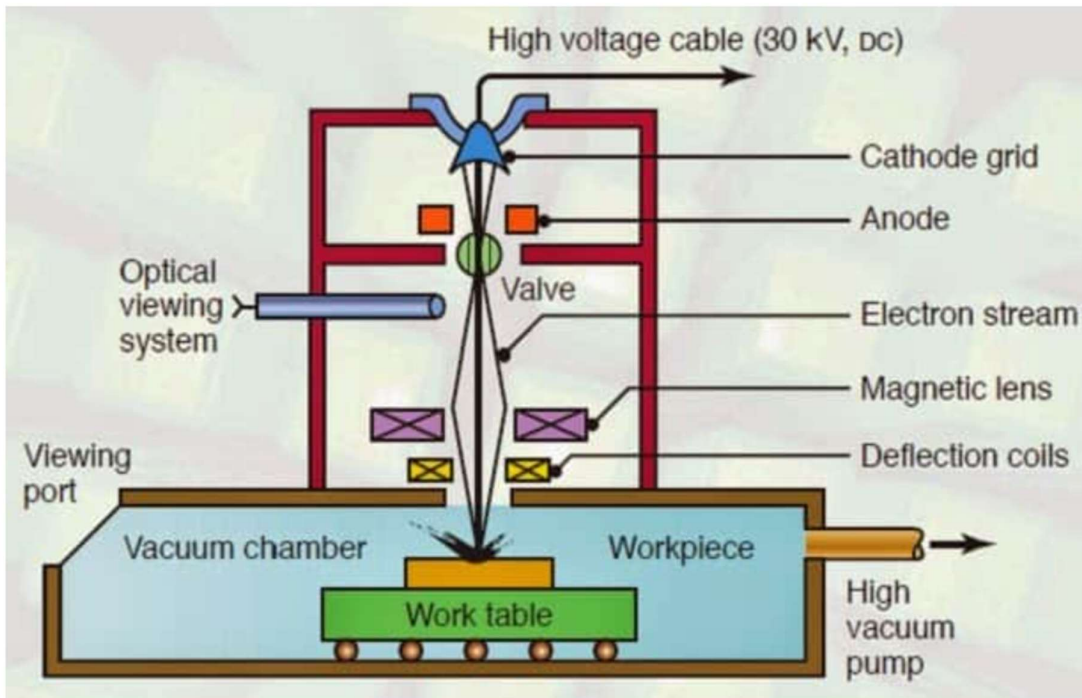 High voltage cable (30 kV, DC)
Cathode grid
Anode
Optical
viewing
system
Valve
Electron stream
Magnetic lens
Viewing
port
Deflection coils
Vacuum chamber
Workpiece
Work table
High
vacuum
pump